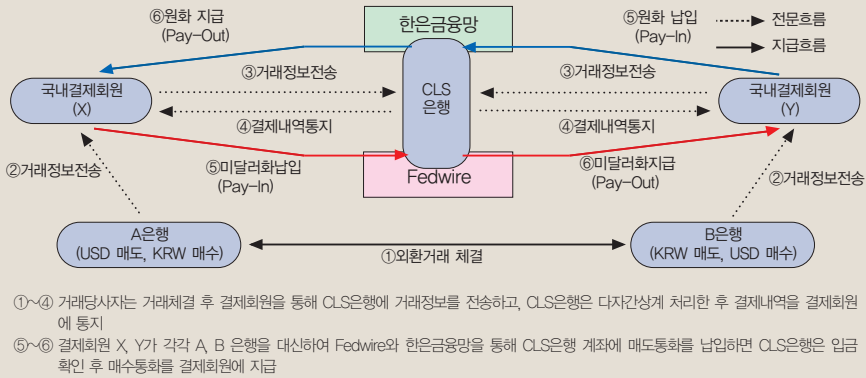 ⑥원화 지급
(Pay-Out)
한은금융망
⑤원화 납입
(Pay-In)
전문흐름
지급흐름
③거래정보전송
③거래정보전송
국내결제회원
(X)
CLS
은행
국내결제회원
(Y)
④결제내역통지
④결제내역통지
②거래정보전송
⑤미달러화납입
(Pay-In)
Fedwire
⑥미달러화지급
(Pay-Out)
②거래정보전송
A은행
(USD 매도, KRW 매수)
①외환거래 체결
B은행
(KRW 매도, USD 매수)
①~④ 거래당사자는 거래체결 후 결제회원을 통해 CLS은행에 거래정보를 전송하고, CLS은행은 다자간상계 처리한 후 결제내역을 결제회원
에 통지
⑤~⑥ 결제회원 X, Y가 각각 A, B 은행을 대신하여 Fedwire와 한은금융망을 통해 CLS은행 계좌에 매도통화를 납입하면 CLS은행은 입금
확인 후 매수통화를 결제회원에 지급